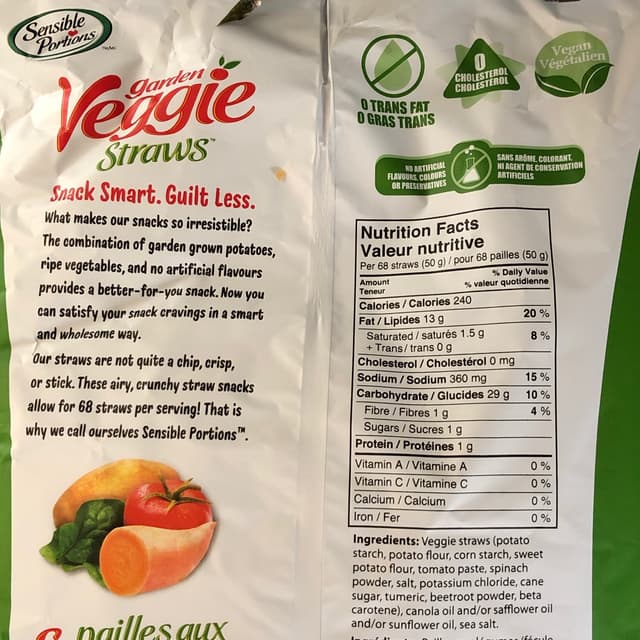 Sensible
Portions
garden
Veggie
Straws™
Snack Smart. Guilt Less.
What makes our snacks so irresistible?
The combination of garden grown potatoes,
ripe vegetables, and no artificial flavours
provides a better-for-you snack. Now you
can satisfy your snack cravings in a smart
and wholesome way.
Our straws are not quite a chip, crisp,
or stick. These airy, crunchy straw snacks
allow for 68 straws per serving! That is
why we call ourselves Sensible Portions™.
pailles aux
0 TRANS FAT
0 GRAS TRANS
0
CHOLESTEROL
CHOLESTÉROL
Vegan
Végétalien
NO ARTIFICIAL
FLAVOURS, COLOURS
OR PRESERVATIVES
SANS ARÔME, COLORANT,
NI AGENT DE CONSERVATION
ARTIFICIELS
Nutrition Facts
Valeur nutritive
Per 68 straws (50 g) / pour 68 pailles (50 g)
Amount % Daily Value
Teneur % valeur quotidienne
Calories / Calories 240
Fat / Lipides 13 g 20 %
Saturated / saturés 1.5 g 8 %
+ Trans / trans 0 g
Cholesterol / Cholestérol 0 mg
Sodium / Sodium 360 mg 15 %
Carbohydrate / Glucides 29 g 10 %
Fibre / Fibres 1 g 4 %
Sugars / Sucres 1 g
Protein / Protéines 1 g
Vitamin A / Vitamine A 0 %
Vitamin C / Vitamine C 0 %
Calcium / Calcium 0 %
Iron / Fer 0 %
Ingredients: Veggie straws (potato
starch, potato flour, corn starch, sweet
potato flour, tomato paste, spinach
powder, salt, potassium chloride, cane
sugar, tumeric, beetroot powder, beta
carotene), canola oil and/or safflower oil
and/or sunflower oil, sea salt.